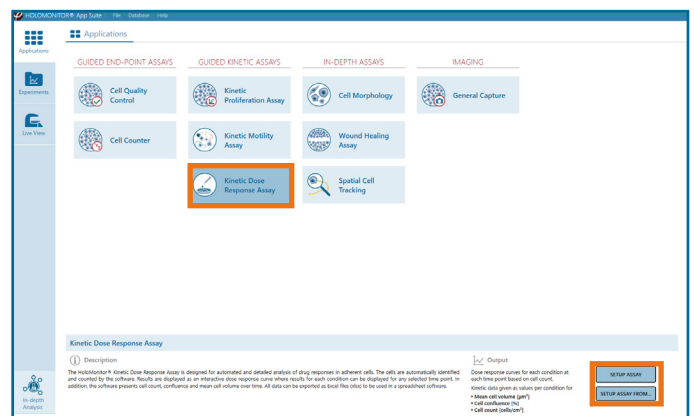 HOLOMONITOR® App Suite File Database Help
Applications
Applications
Experiments
Live View
In-depth
Analysis
GUIDED END-POINT ASSAYS
Cell Quality
Control
Cell Counter
GUIDED KINETIC ASSAYS
Kinetic
Proliferation Assay
Kinetic Motility
Assay
Kinetic Dose
Response Assay
IN-DEPTH ASSAYS
Cell Morphology
Wound Healing
Assay
Spatial Cell
Tracking
IMAGING
General Capture
Kinetic Dose Response Assay
Description
The HoloMonitor® Kinetic Dose Response Assay is designed for automated and detailed analysis of drug responses in adherent cells. The cells are automatically identified
and counted by the software. Results are displayed as an interactive dose response curve where results for each condition can be displayed for any selected time point. In
addition, the software presents cell count, confluence and mean cell volume over time. All data can be exported as Excel files (xlsx) to be used in a spreadsheet software.
Output
Dose response curves for each condition at
each time point based on cell count.
Kinetic data given as values per condition for
• Mean cell volume [µm³]
• Cell confluence [%]
• Cell count [cells/cm²]
SETUP ASSAY
SETUP ASSAY FROM...